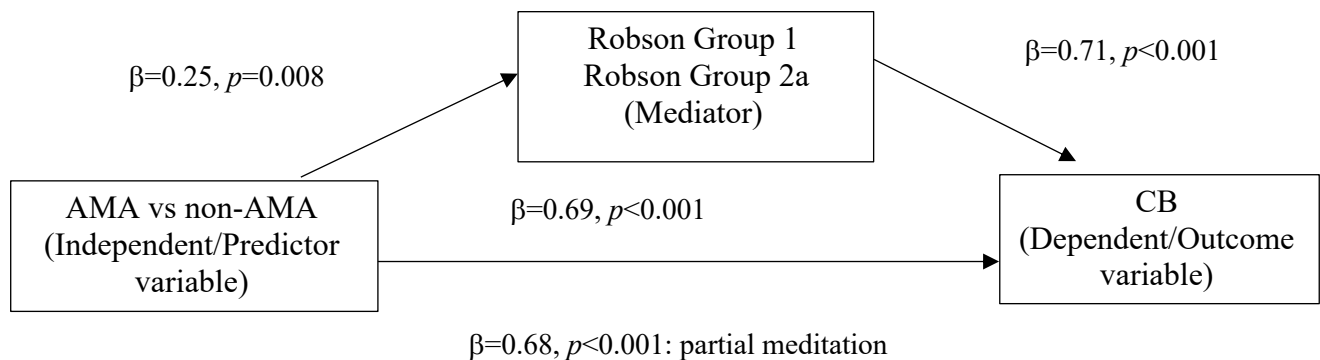 Robson Group 1
Robson Group 2a
(Mediator)
β=0.71, p<0.001
β=0.25, p=0.008
AMA vs non-AMA
(Independent/Predictor
variable)
β=0.69, p<0.001
CB
(Dependent/Outcome
variable)
β=0.68, p<0.001: partial meditation